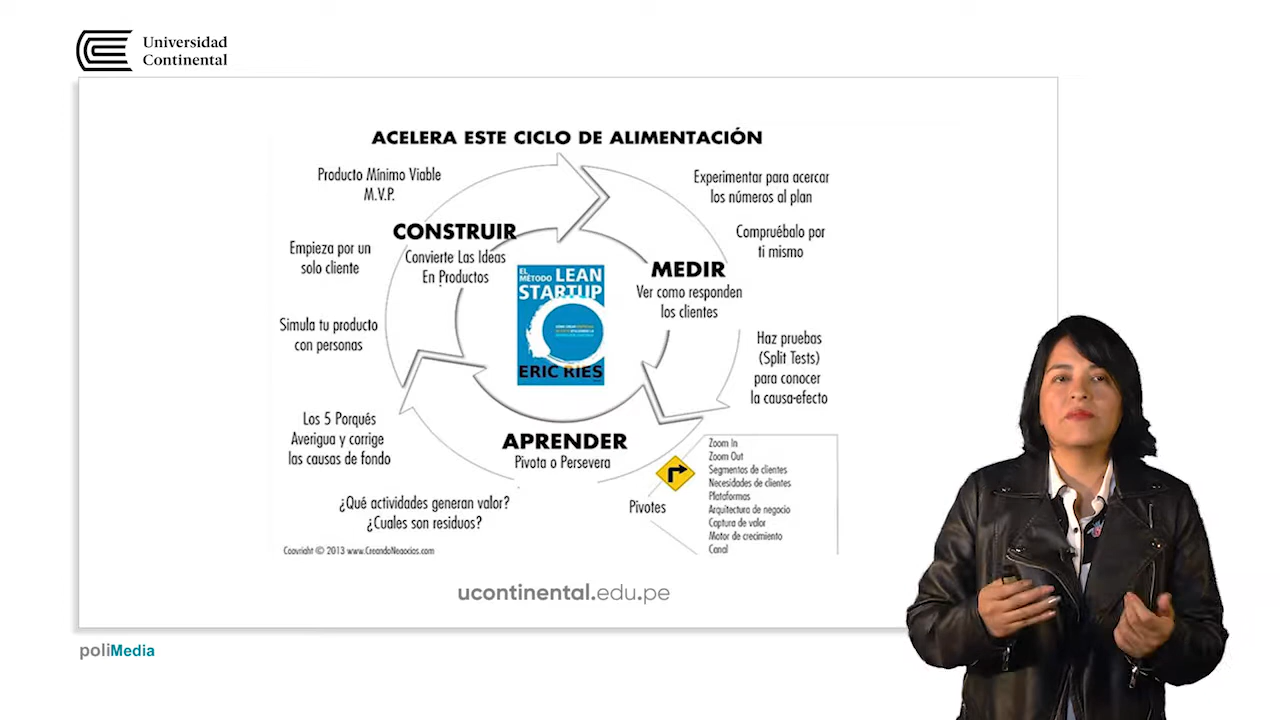 Universidad
Continental
ACELERA ESTE CICLO DE ALIMENTACIÓN
Producto Mínimo Viable
M.V.P.
Experimentar para acercar
los números al plan
CONSTRUIR
Convierte Las Ideas
En Productos
Compruébalo por
ti mismo
Empieza por un
solo cliente
MEDIR
Ver como responden
los clientes
EL
MÉTODO LEAN
STARTUP
ERIC RIES
Simula tu producto
con personas
Haz pruebas
(Split Tests)
para conocer
la causa-efecto
Los 5 Porqués
Averigua y corrige
las causas de fondo
APRENDER
Pivota o Persevera
¿Qué actividades generan valor?
¿Cuales son residuos?
Pivotes
Zoom In
Zoom Out
Segmentos de clientes
Necesidades de clientes
Plataformas
Arquitectura de negocio
Captura de valor
Motor de crecimiento
Canal
Copyright © 2013 www.CreandoNegocios.com
ucontinental.edu.pe
poliMedia